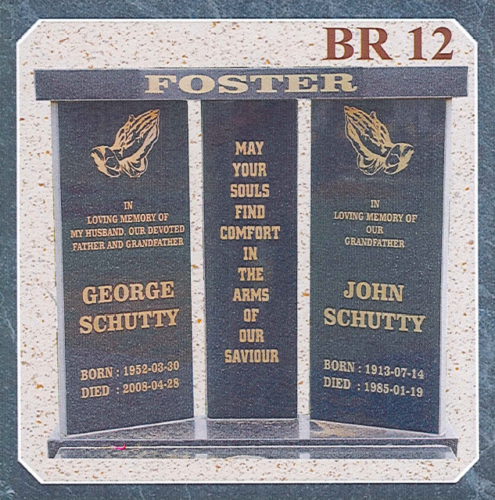 BR 12
FOSTER
IN
LOVING MEMORY OF
MY HUSBAND, OUR DEVOTED
FATHER AND GRANDFATHER
GEORGE
SCHUTTY
BORN : 1952-03-30
DIED : 2008-04-28
MAY
YOUR
SOULS
FIND
COMFORT
IN
THE
ARMS
OF
OUR
SAVIOUR
IN
LOVING MEMORY OF
OUR
GRANDFATHER
JOHN
SCHUTTY
BORN : 1913-07-14
DIED : 1985-01-19